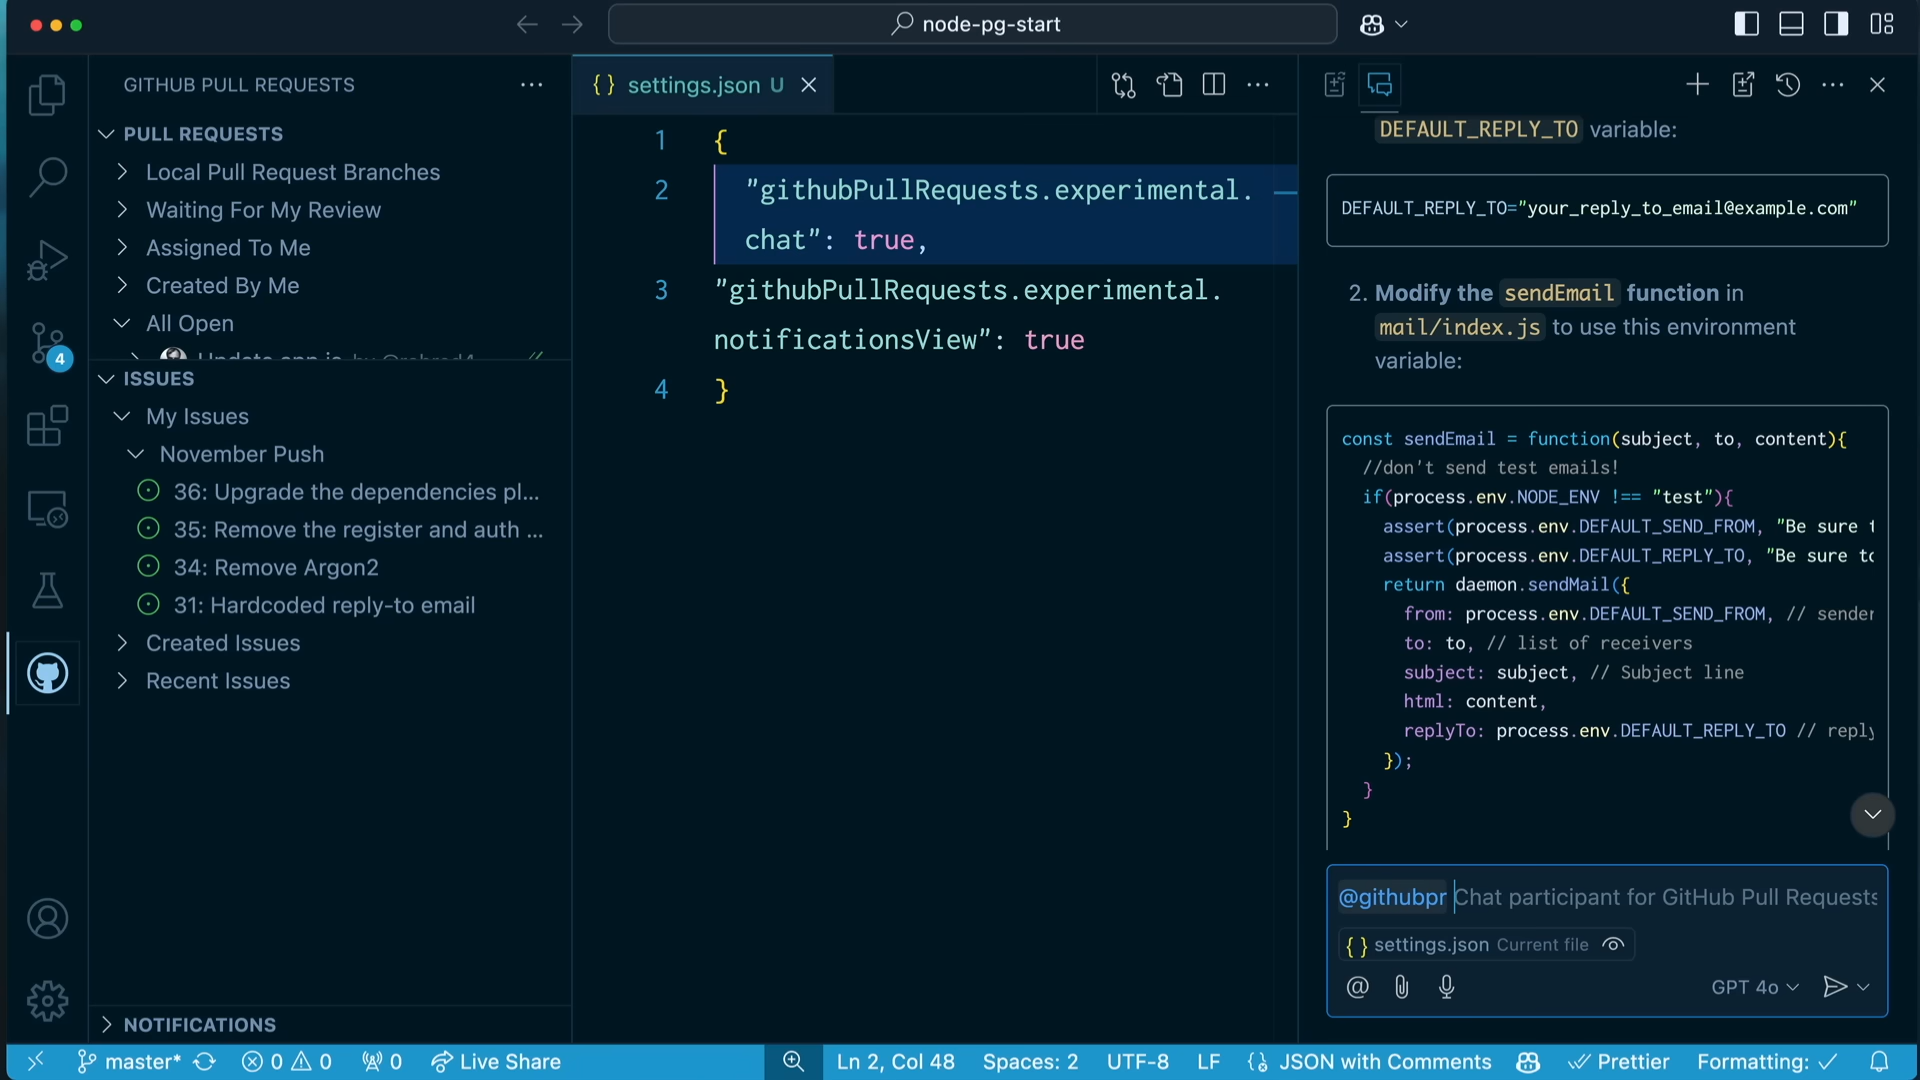 node-pg-start
GITHUB PULL REQUESTS
PULL REQUESTS
Local Pull Request Branches
Waiting For My Review
Assigned To Me
Created By Me
All Open
ISSUES
My Issues
November Push
36: Upgrade the dependencies pl...
35: Remove the register and auth ...
34: Remove Argon2
31: Hardcoded reply-to email
Created Issues
Recent Issues
NOTIFICATIONS
4
{} settings.json U
1 {
2 "githubPullRequests.experimental.
chat": true,
3 "githubPullRequests.experimental.
notificationsView": true
4 }
DEFAULT_REPLY_TO variable:
DEFAULT_REPLY_TO="your_reply_to_email@example.com"
2. Modify the sendEmail function in
mail/index.js to use this environment
variable:
const sendEmail = function(subject, to, content){
//don't send test emails!
if(process.env.NODE_ENV !== "test"){
assert(process.env.DEFAULT_SEND_FROM, "Be sure t
assert(process.env.DEFAULT_REPLY_TO, "Be sure to
return daemon.sendMail({
from: process.env.DEFAULT_SEND_FROM, // sender
to: to, // list of receivers
subject: subject, // Subject line
html: content,
replyTo: process.env.DEFAULT_REPLY_TO // reply
});
}
}
@githubpr Chat participant for GitHub Pull Requests
{} settings.json Current file
@ GPT 4o
master* 0 0 0 Live Share Ln 2, Col 48 Spaces: 2 UTF-8 LF JSON with Comments Prettier Formatting: ✓